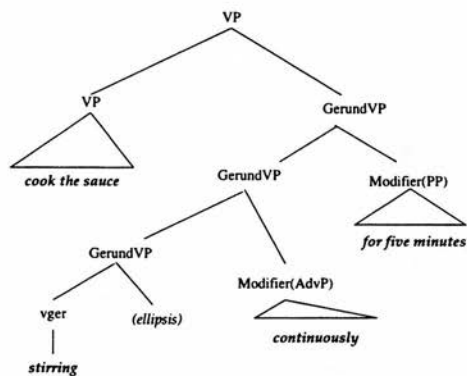 VP
VP
GerundVP
cook the sauce
GerundVP
Modifier(PP)
for five minutes
GerundVP
Modifier(AdvP)
vger
(ellipsis)
continuously
stirring